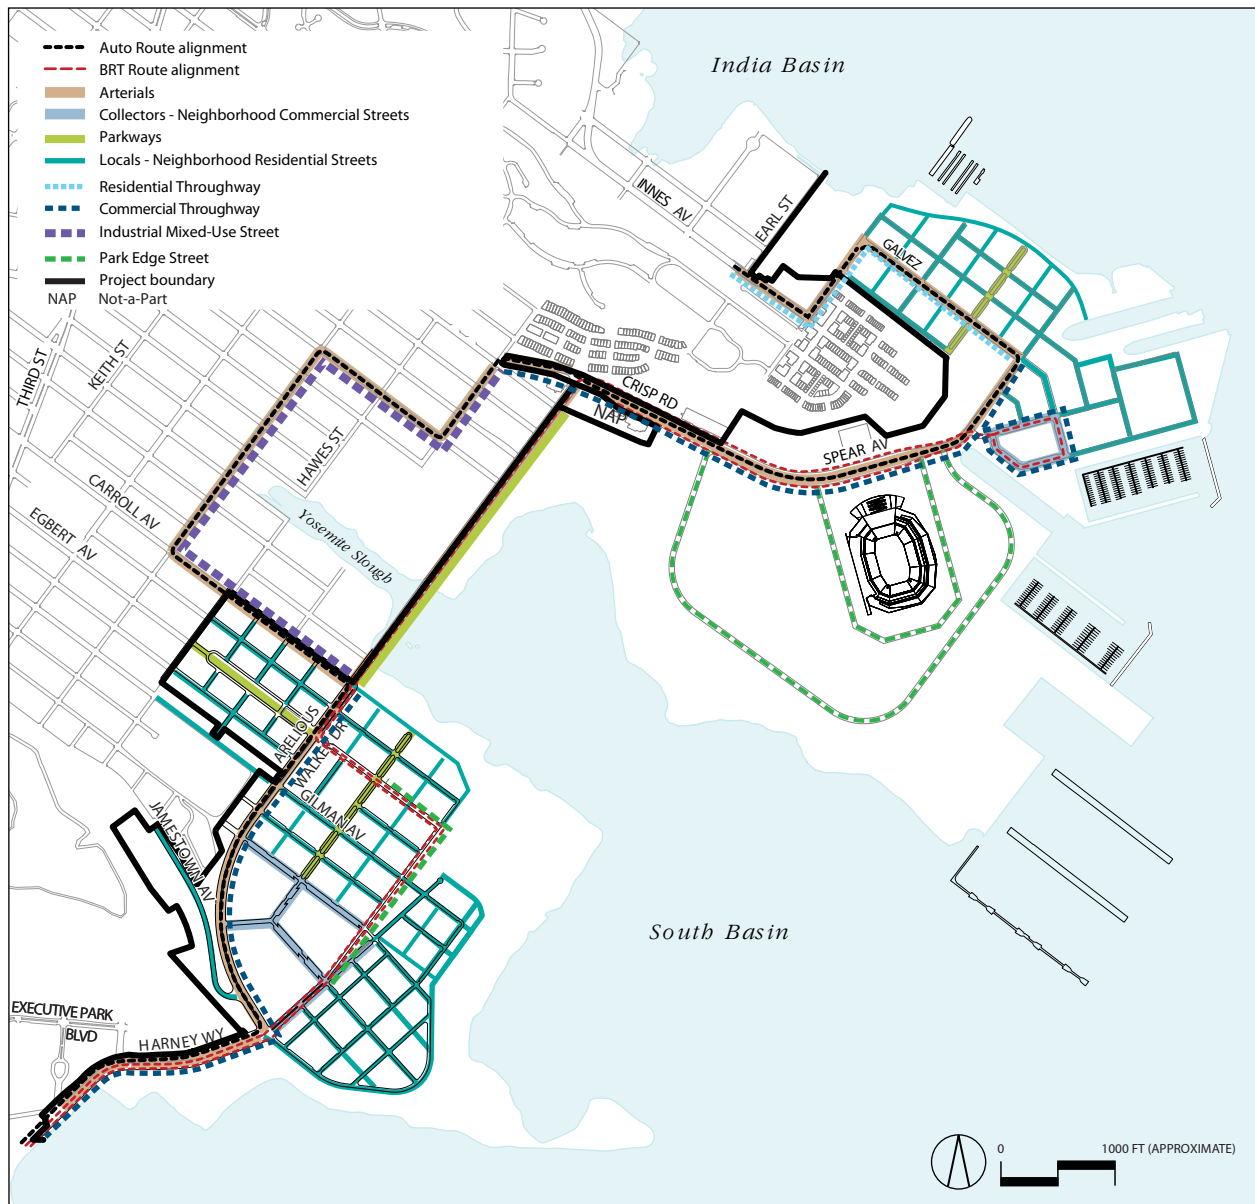 Auto Route alignment
BRT Route alignment
Arterials
Collectors - Neighborhood Commercial Streets
Parkways
Locals - Neighborhood Residential Streets
Residential Throughway
Commercial Throughway
Industrial Mixed-Use Street
Park Edge Street
Project boundary
NAP Not-a-Part
India Basin
INNES AV
EARL ST
GALVEZ
THIRD ST
KEITH ST
CRISP RD
NAP
SPEAR AV
HAWES ST
CARROLL AV
EGBERT AV
Yosemite Slough
ARELIOUS
WALKER DR
GILMAN AV
JAMESTOWN AV
South Basin
EXECUTIVE PARK
BLVD
HARNEY WY
0 1000 FT (APPROXIMATE)